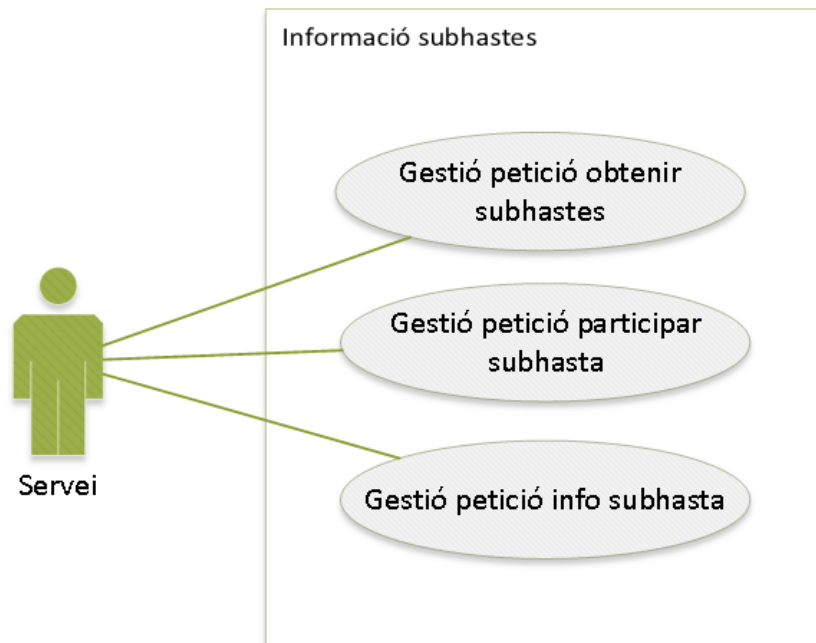 Informació subhastes
Gestió petició obtenir
subhastes
Gestió petició participar
subhasta
Servei
Gestió petició info subhasta